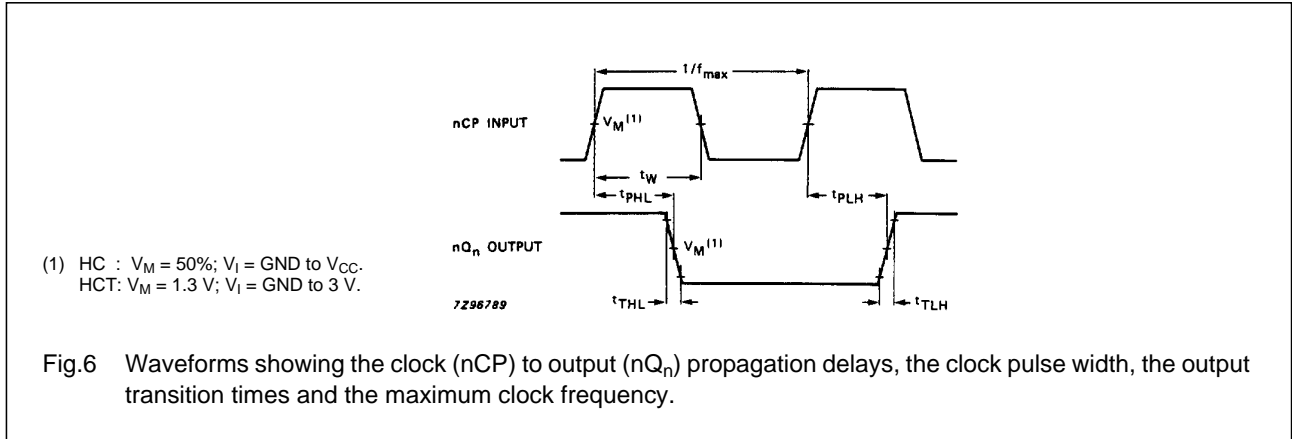 1/fmax
nCP INPUT
VM(1)
tW
tPHL
tPLH
nQn OUTPUT
VM(1)
(1) HC : VM = 50%; VI = GND to VCC.
HCT: VM = 1.3 V; VI = GND to 3 V.
7Z96789
tTHL
tTLH
Fig.6 Waveforms showing the clock (nCP) to output (nQn) propagation delays, the clock pulse width, the output
transition times and the maximum clock frequency.